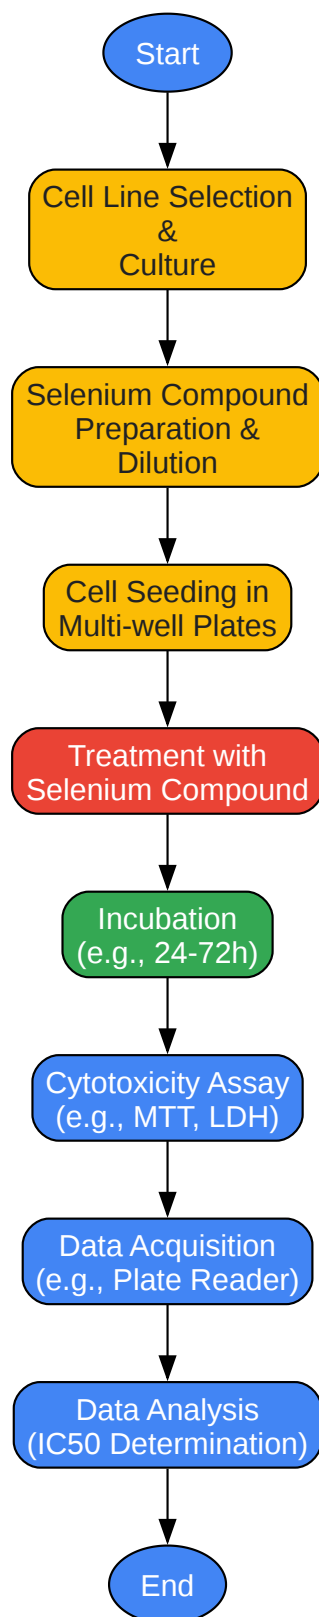 Start
Cell Line Selection
&
Culture
Selenium Compound
Preparation &
Dilution
Cell Seeding in
Multi-well Plates
Treatment with
Selenium Compound
Incubation
(e.g., 24-72h)
Cytotoxicity Assay
(e.g., MTT, LDH)
Data Acquisition
(e.g., Plate Reader)
Data Analysis
(IC50 Determination)
End